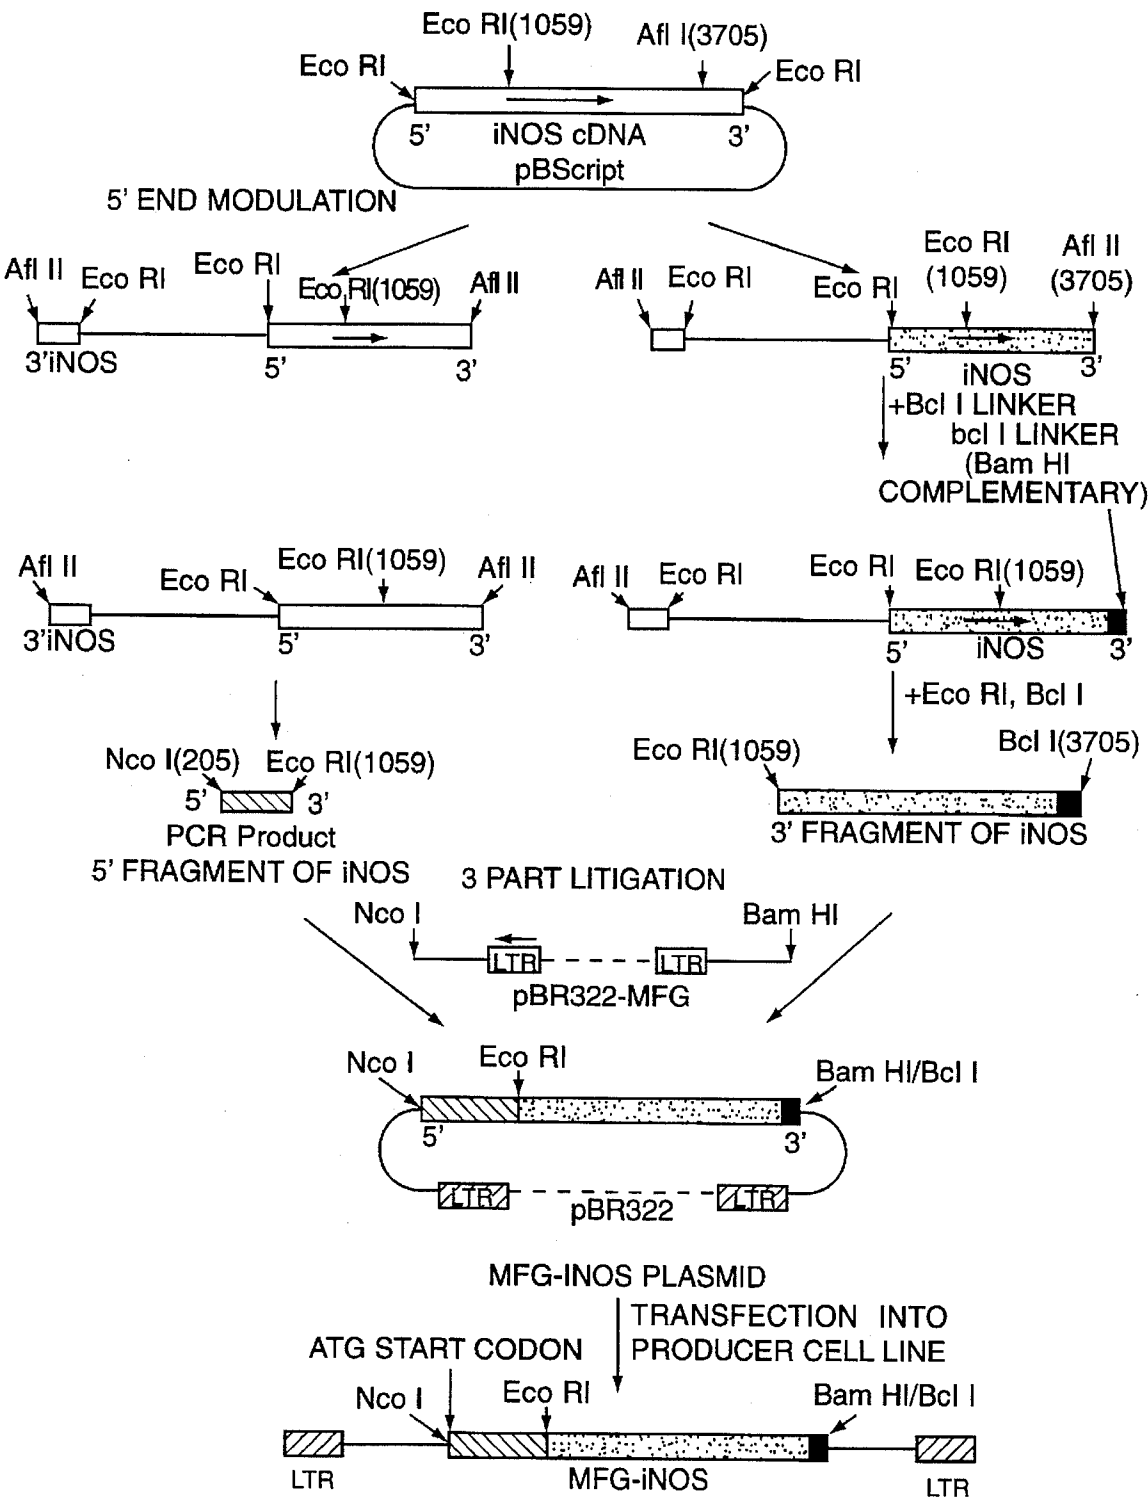 Eco RI(1059)
Afl I(3705)
Eco RI
Eco RI
5' iNOS cDNA 3'
pBScript
5' END MODULATION
Afl II Eco RI Eco RI Eco RI(1059) Afl II
3'iNOS 5' 3'
Afl II Eco RI Eco RI Eco RI
(1059)
Afl II
(3705)
5' iNOS 3'
+Bcl I LINKER
bcl I LINKER
(Bam HI
COMPLEMENTARY)
Afl II Eco RI Eco RI(1059) Afl II
3'iNOS 5' 3'
Afl II Eco RI Eco RI Eco RI(1059)
5' iNOS 3'
+Eco RI, Bcl I
Nco I(205) Eco RI(1059)
5' 3'
PCR Product
5' FRAGMENT OF iNOS
Eco RI(1059) Bcl I(3705)
3' FRAGMENT OF iNOS
3 PART LITIGATION
Nco I Bam HI
LTR LTR
pBR322-MFG
Nco I Eco RI Bam HI/Bcl I
5' 3'
LTR LTR
pBR322
MFG-INOS PLASMID
TRANSFECTION INTO
PRODUCER CELL LINE
ATG START CODON
Nco I Eco RI Bam HI/Bcl I
LTR MFG-iNOS LTR